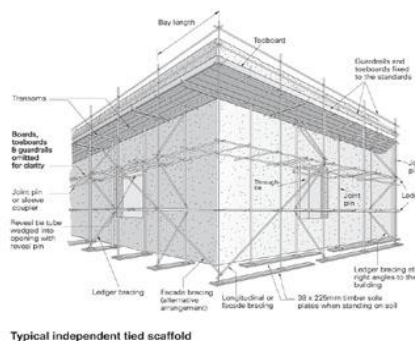 Bay length
Toeboard
Guardrails and
toeboards fixed
to the standards
Transoms
Boards,
toeboards
& guardrails
omitted
for clarity
Joint pin
or sleeve
coupler
Reveal tie tube
wedged into
opening with
reveal pin
Through
tie
Joint
pin
Ledger bracing
Facade bracing
(alternative
arrangement)
Longitudinal or
facade bracing
38 x 225mm timber sole
plates when standing on soil
Ledger bracing at
right angles to the
building
Typical independent tied scaffold